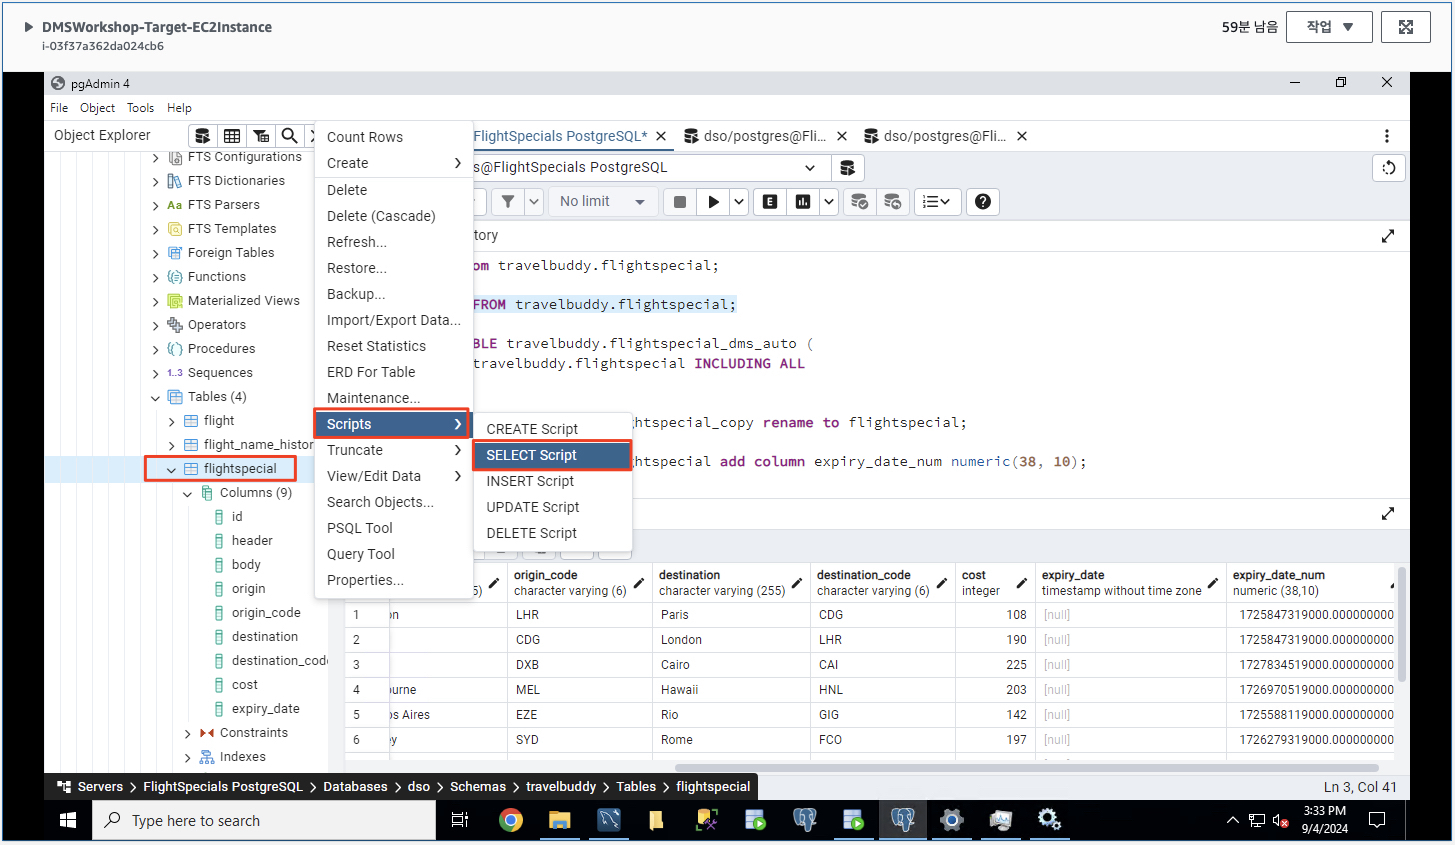 DMSWorkshop-Target-EC2Instance
i-03f37a362da024cb6
59분 남음
작업
pgAdmin 4
File Object Tools Help
Object Explorer
FlightSpecials PostgreSQL*
dso/postgres@Fli...
dso/postgres@Fli...
s@FlightSpecials PostgreSQL
No limit
E
tory
om travelbuddy.flightspecial;
FROM travelbuddy.flightspecial;
BLE travelbuddy.flightspecial_dms_auto (
travelbuddy.flightspecial INCLUDING ALL
ghtspecial_copy rename to flightspecial;
ghtspecial add column expiry_date_num numeric(38, 10);
FTS Configurations
FTS Dictionaries
Aa FTS Parsers
FTS Templates
Foreign Tables
Functions
Materialized Views
Operators
Procedures
1..3 Sequences
Tables (4)
flight
flight_name_histor
flightspecial
Columns (9)
id
header
body
origin
origin_code
destination
destination_code
cost
expiry_date
Constraints
Indexes
Count Rows
Create
Delete
Delete (Cascade)
Refresh...
Restore...
Backup...
Import/Export Data...
Reset Statistics
ERD For Table
Maintenance...
Scripts
Truncate
View/Edit Data
Search Objects...
PSQL Tool
Query Tool
Properties...
CREATE Script
SELECT Script
INSERT Script
UPDATE Script
DELETE Script
5) origin_code character varying (6) destination character varying (255) destination_code character varying (6) cost integer expiry_date timestamp without time zone expiry_date_num numeric (38,10)
1 on LHR Paris CDG 108 [null] 1725847319000.000000000
2 CDG London LHR 190 [null] 1725847319000.000000000
3 DXB Cairo CAI 225 [null] 1727834519000.000000000
4 ourne MEL Hawaii HNL 203 [null] 1726970519000.000000000
5 os Aires EZE Rio GIG 142 [null] 1725588119000.000000000
6 ey SYD Rome FCO 197 [null] 1726279319000.000000000
Servers > FlightSpecials PostgreSQL > Databases > dso > Schemas > travelbuddy > Tables > flightspecial
Ln 3, Col 41
Type here to search
3:33 PM
9/4/2024